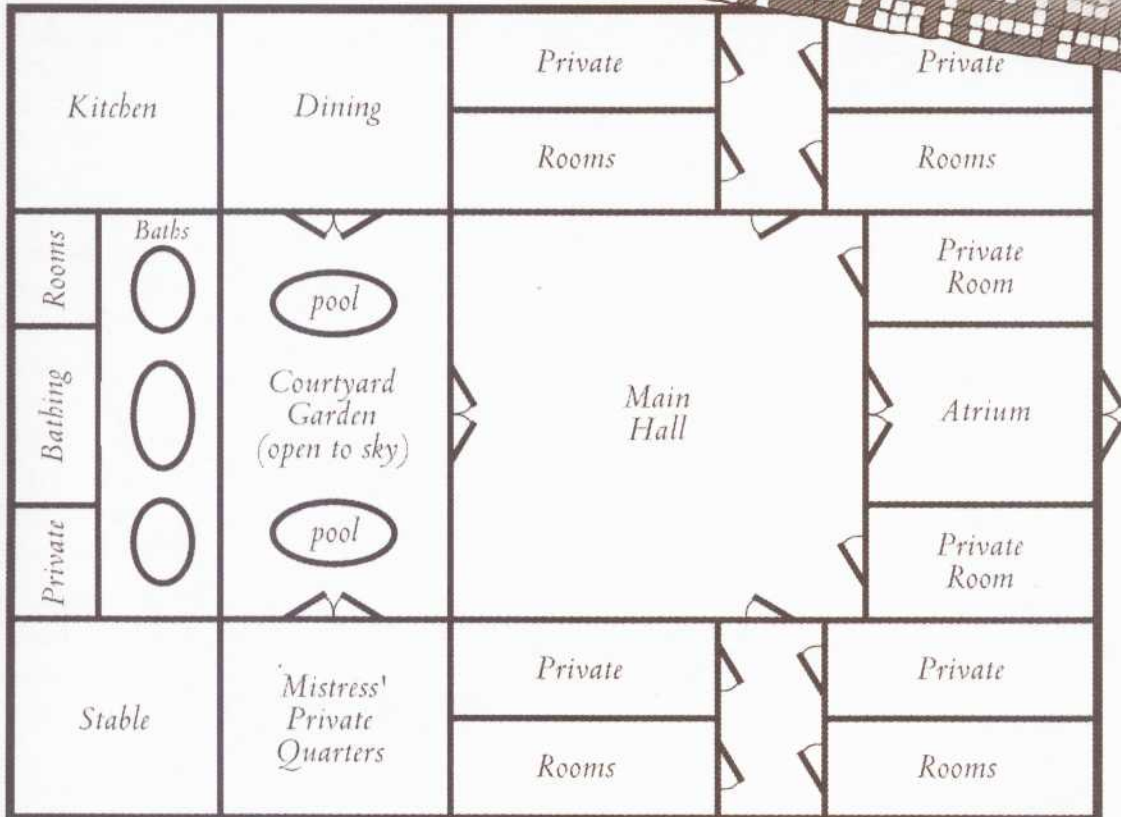 Kitchen
Dining
Private
Rooms
Private
Rooms
Rooms
Bathing
Private
Baths
pool
Courtyard
Garden
(open to sky)
pool
Main
Hall
Private
Room
Atrium
Private
Room
Stable
Mistress'
Private
Quarters
Private
Rooms
Private
Rooms